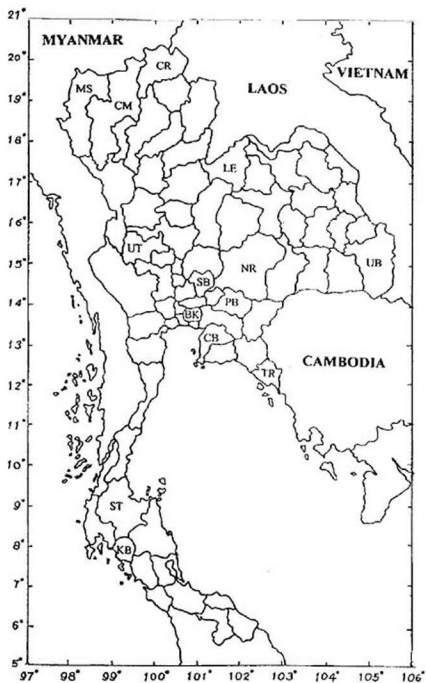 21°
MYANMAR
CR
20°
LAOS
VIETNAM
MS
CM
19°
18°
LE
17°
16°
UT
UB
15°
NR
SB
PB
14°
BK
CB
13°
CAMBODIA
TR
12°
11°
10°
9°
ST
8°
KB
7°
6°
5°
97° 98° 99° 100° 101° 102° 103° 104° 105° 106°